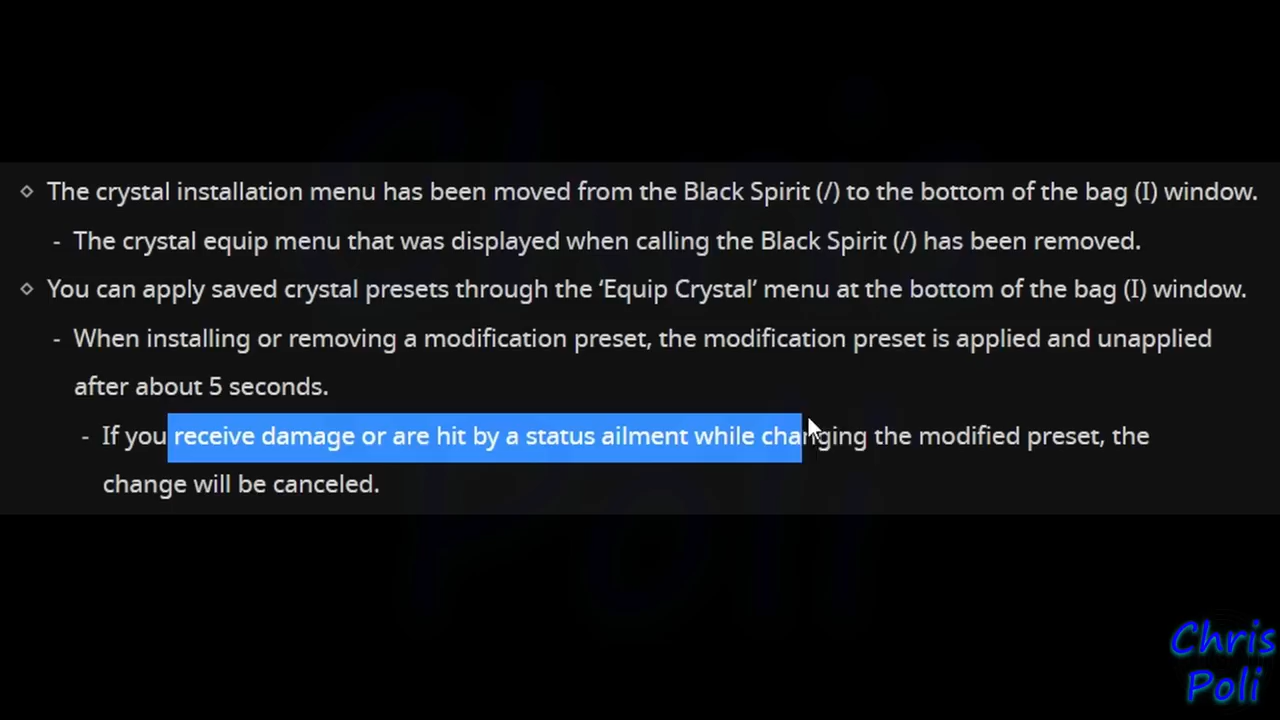 ◇ The crystal installation menu has been moved from the Black Spirit (/) to the bottom of the bag (I) window.
- The crystal equip menu that was displayed when calling the Black Spirit (/) has been removed.
◇ You can apply saved crystal presets through the ‘Equip Crystal’ menu at the bottom of the bag (I) window.
- When installing or removing a modification preset, the modification preset is applied and unapplied
after about 5 seconds.
- If you receive damage or are hit by a status ailment while changing the modified preset, the
change will be canceled.
Chris
Poli